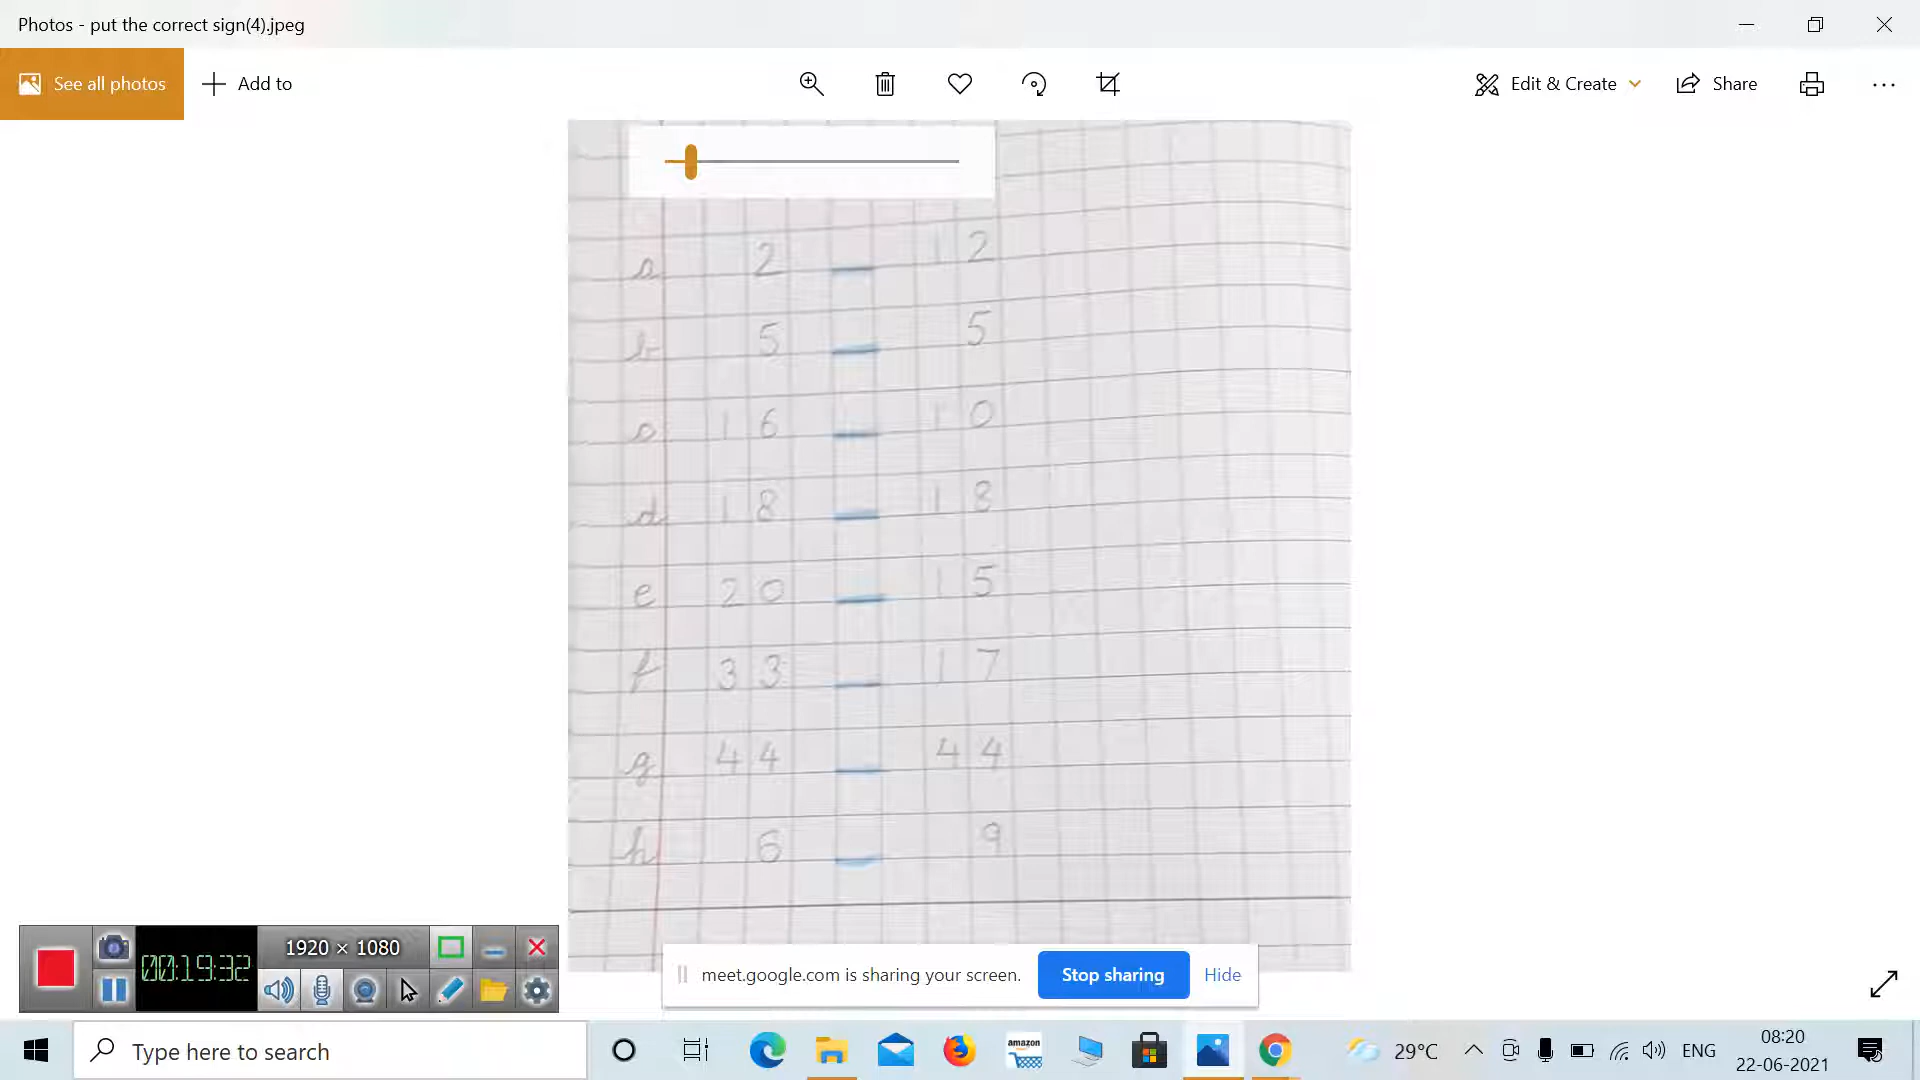 Photos - put the correct sign(4).jpeg
See all photos
Add to
Edit & Create
Share
a 2 _ 12
b 5 _ 5
c 16 _ 10
d 18 _ 18
e 20 _ 15
f 33 _ 17
g 44 _ 44
h 6 _ 9
1920 × 1080
00:19:32
meet.google.com is sharing your screen.
Stop sharing
Hide
Type here to search
amazon
29°C
ENG
08:20
22-06-2021